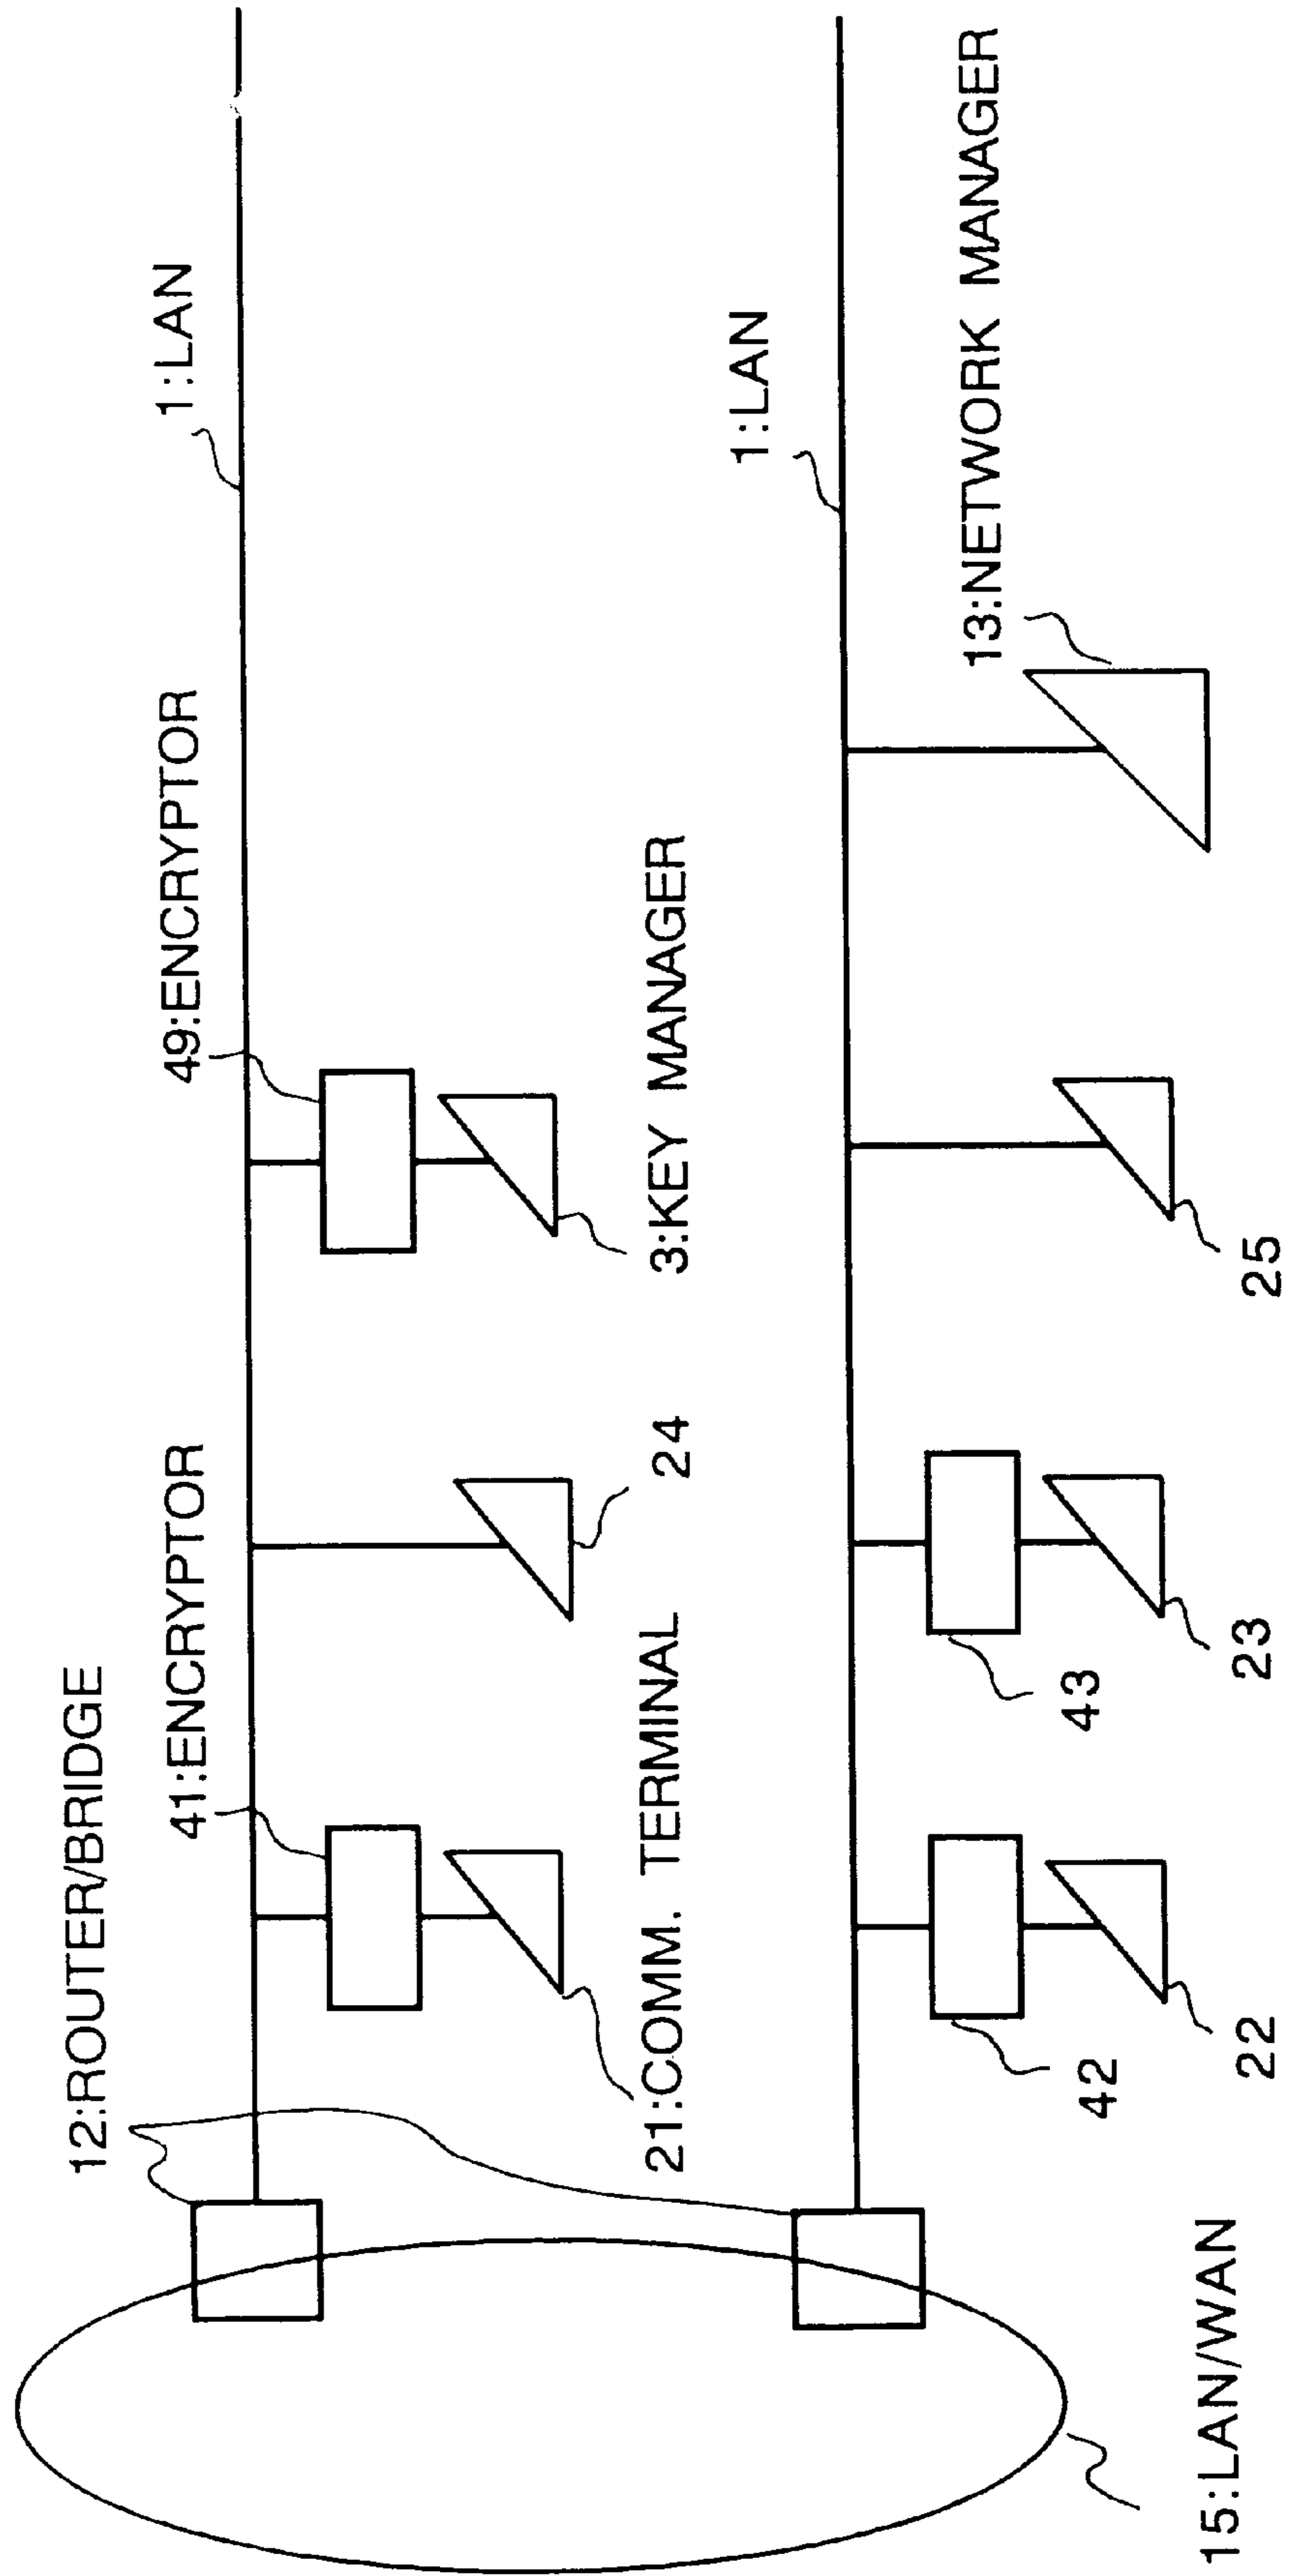 12:ROUTER/BRIDGE
41:ENCRYPTOR
49:ENCRYPTOR
1:LAN
21:COMM. TERMINAL
24
3:KEY MANAGER
1:LAN
42
43
13:NETWORK MANAGER
15:LAN/WAN
22
23
25